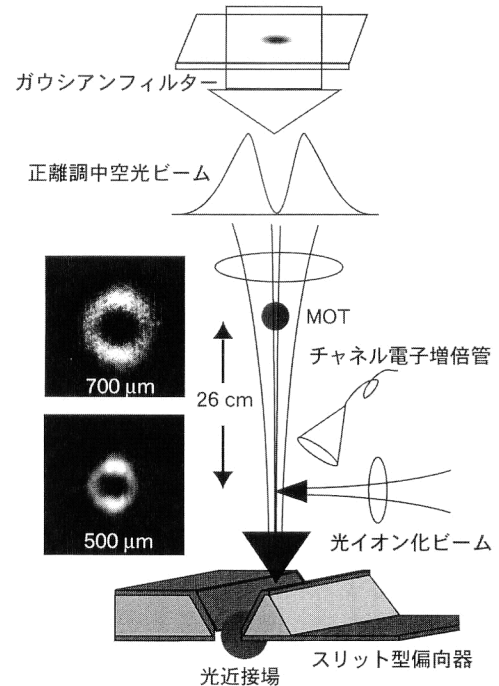 ガウシアンフィルター
正離調中空光ビーム
MOT
チャネル電子増倍管
700 μm
26 cm
500 μm
光イオン化ビーム
スリット型偏向器
光近接場